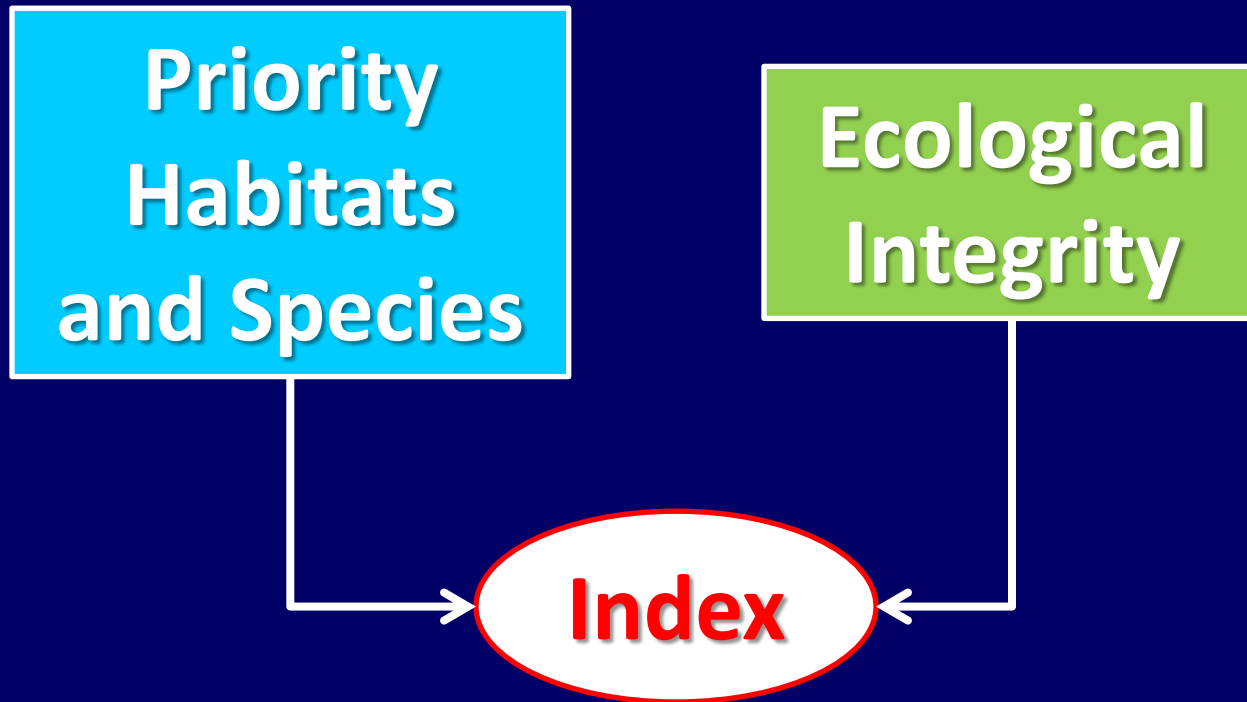 Priority
Habitats
and Species
Ecological
Integrity
Index